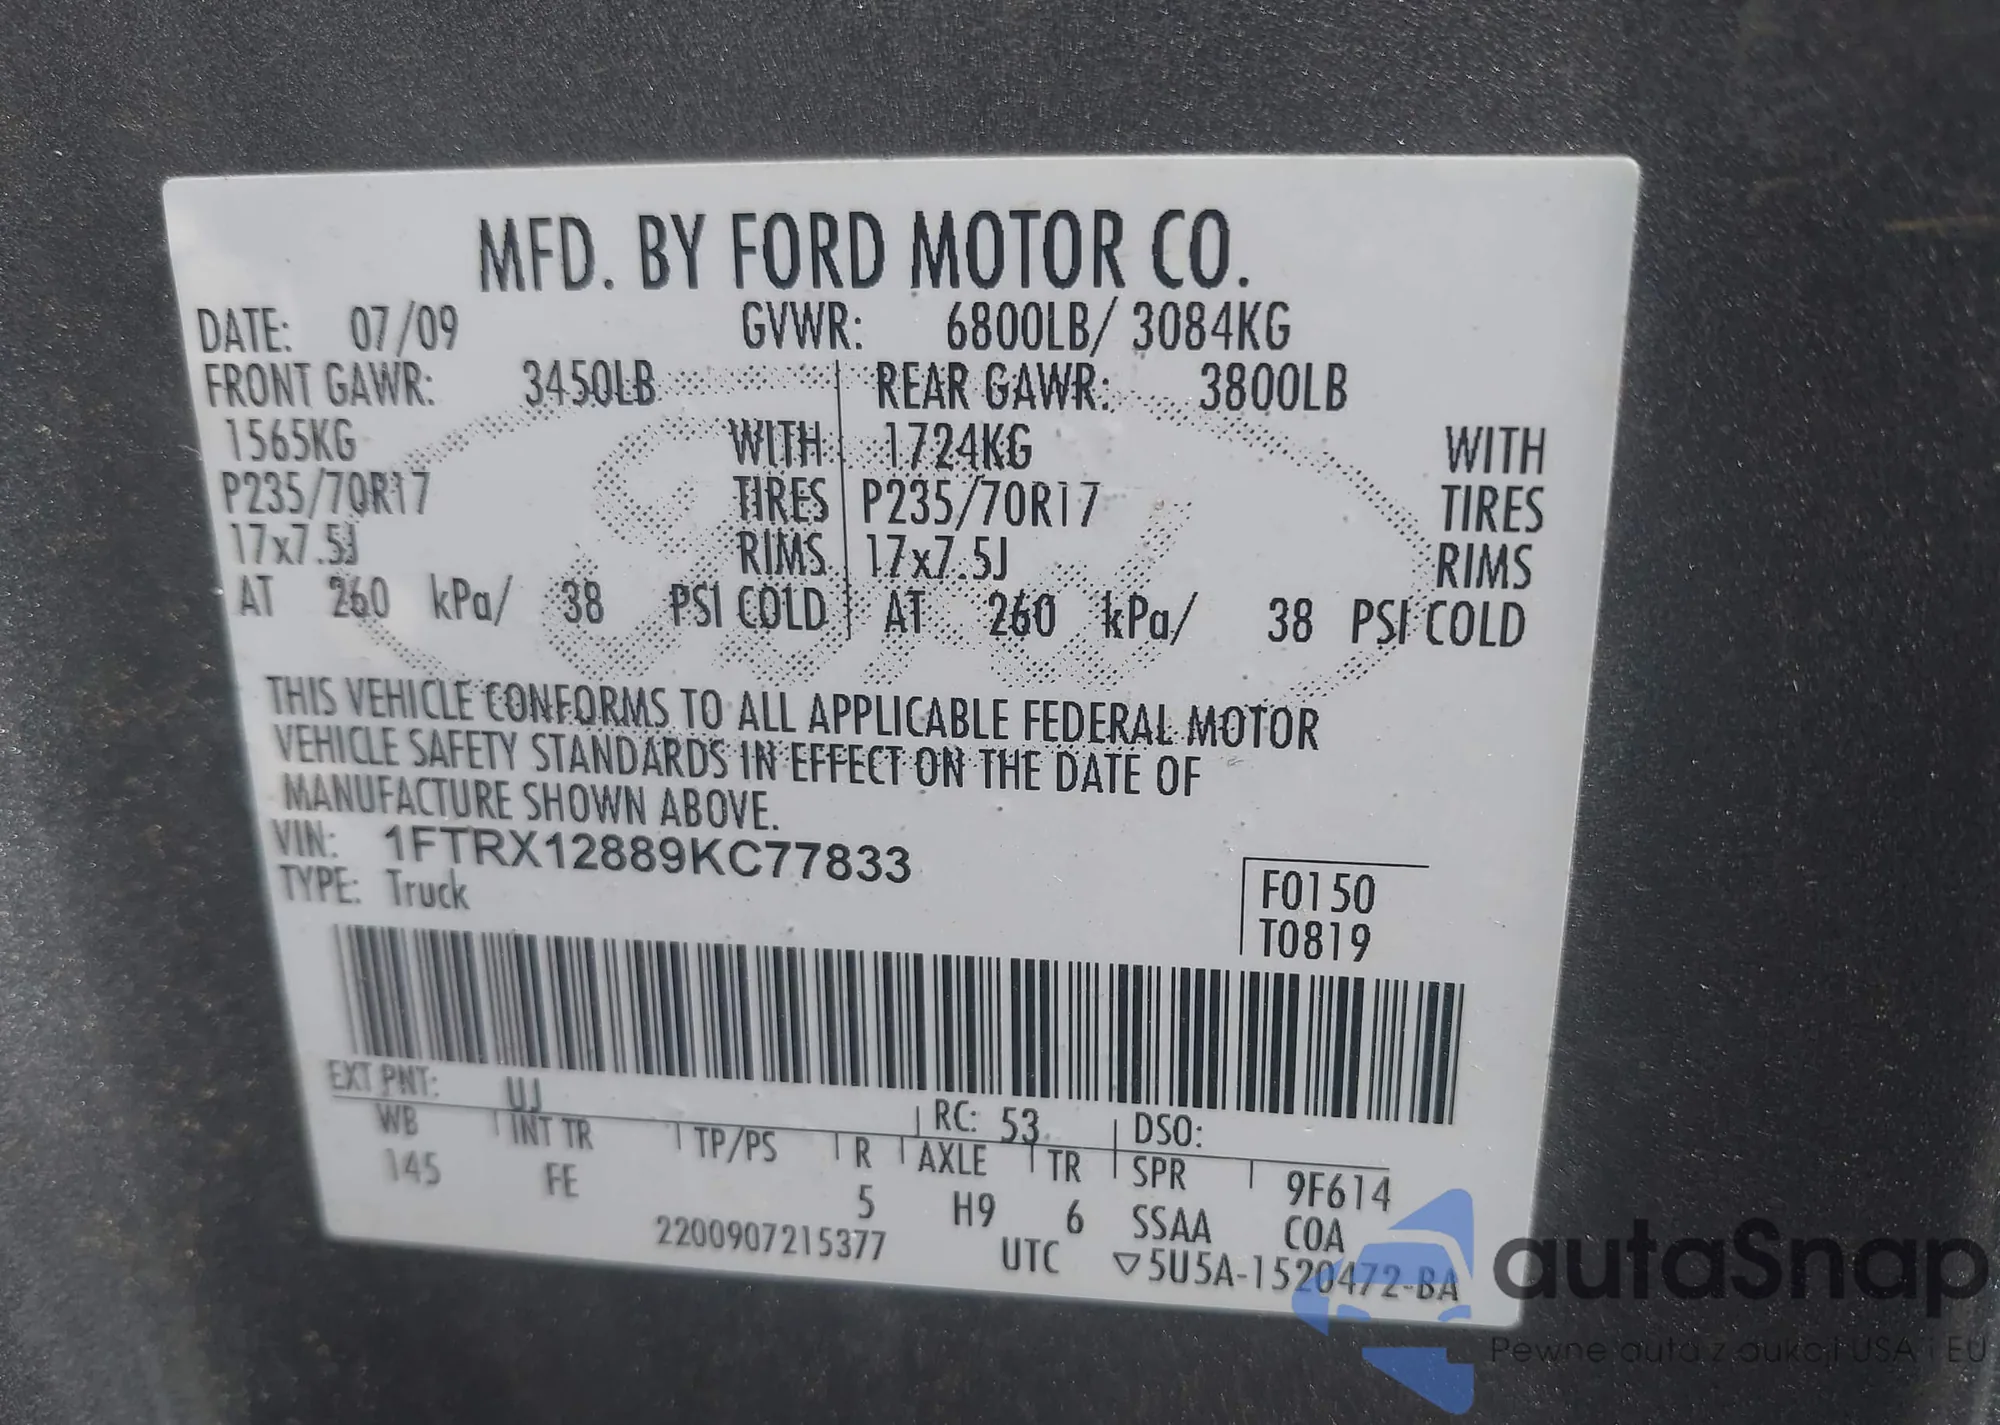 MFD. BY FORD MOTOR CO.
DATE: 07/09 GVWR: 6800LB/ 3084KG
FRONT GAWR: 3450LB REAR GAWR: 3800LB
1565KG WITH 1724KG WITH
P235/70R17 TIRES P235/70R17 TIRES
17x7.5J RIMS 17x7.5J RIMS
AT 260 kPa/ 38 PSI COLD AT 260 kPa/ 38 PSI COLD
THIS VEHICLE CONFORMS TO ALL APPLICABLE FEDERAL MOTOR
VEHICLE SAFETY STANDARDS IN EFFECT ON THE DATE OF
MANUFACTURE SHOWN ABOVE.
VIN: 1FTRX12889KC77833
TYPE: Truck
F0150
T0819
EXT PNT: UJ RC: 53 DSO:
WB INT TR TP/PS R AXLE TR SPR 9F614
145 FE 5 H9 6 SSAA COA
2200907215377 UTC ▽5U5A-1520472-BA
autaSnap
Pewne auta z aukcji USA i EU